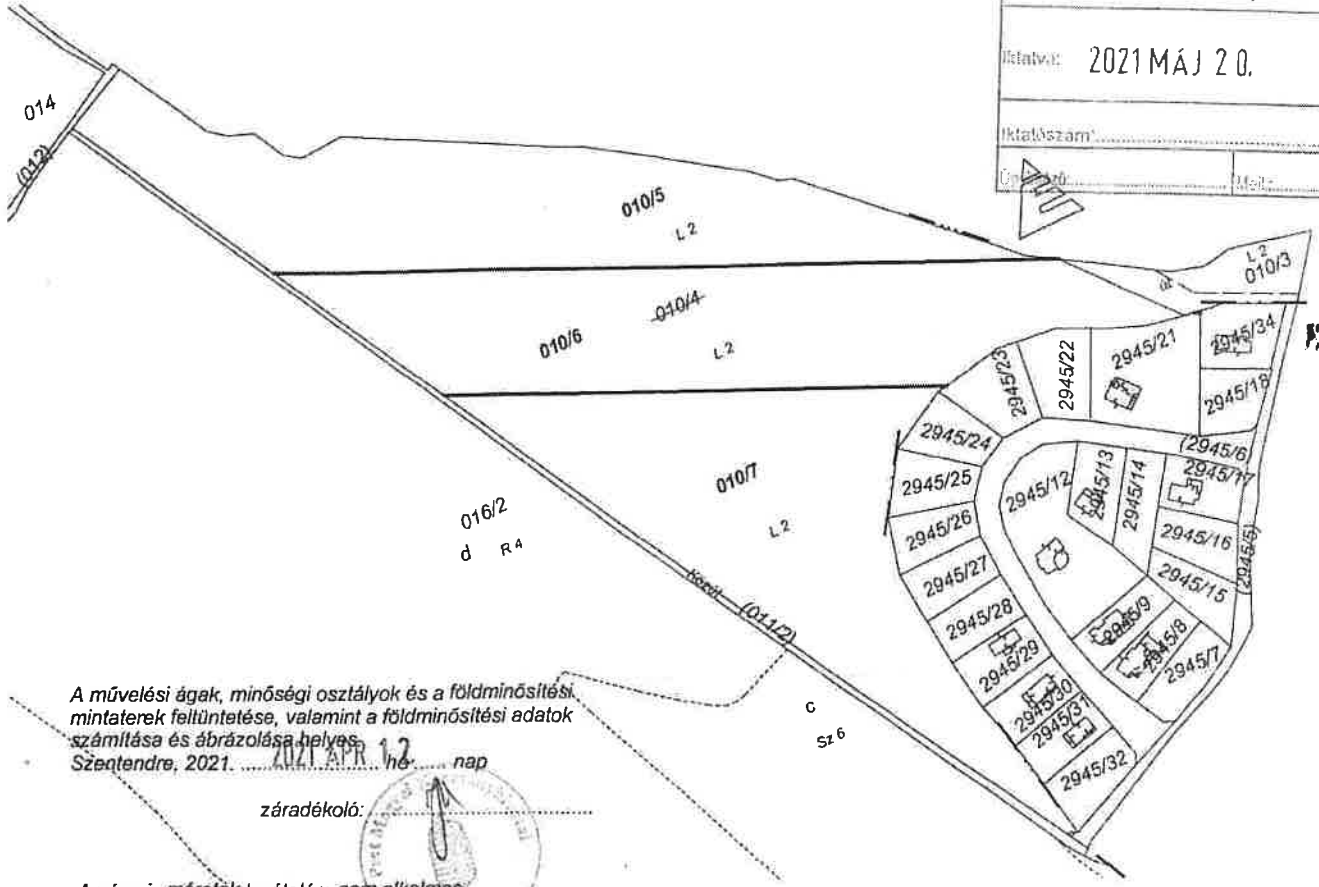 Iktatva: 2021 MÁJ 20.
Iktatószám:
014
(012)
010/5
L 2
L 2
010/3
út
010/6
010/4
L 2
2945/23
2945/22
2945/21
2945/34
2945/18
2945/24
(2945/6)
2945/25
2945/12
2945/13
2945/14
2945/17
010/7
L 2
016/2
d R 4
2945/26
2945/16
(2945/5)
2945/27
2945/15
Közút (011/2)
2945/28
2945/9
2945/8
2945/29
2945/7
2945/30
2945/31
2945/32
c
Sz 6
A művelési ágak, minőségi osztályok és a földminősítési
mintaterek feltüntetése, valamint a földminősítési adatok
számítása és ábrázolása helyes.
Szentendre, 2021. 2021 ÁPR 12. hó nap
záradékoló: